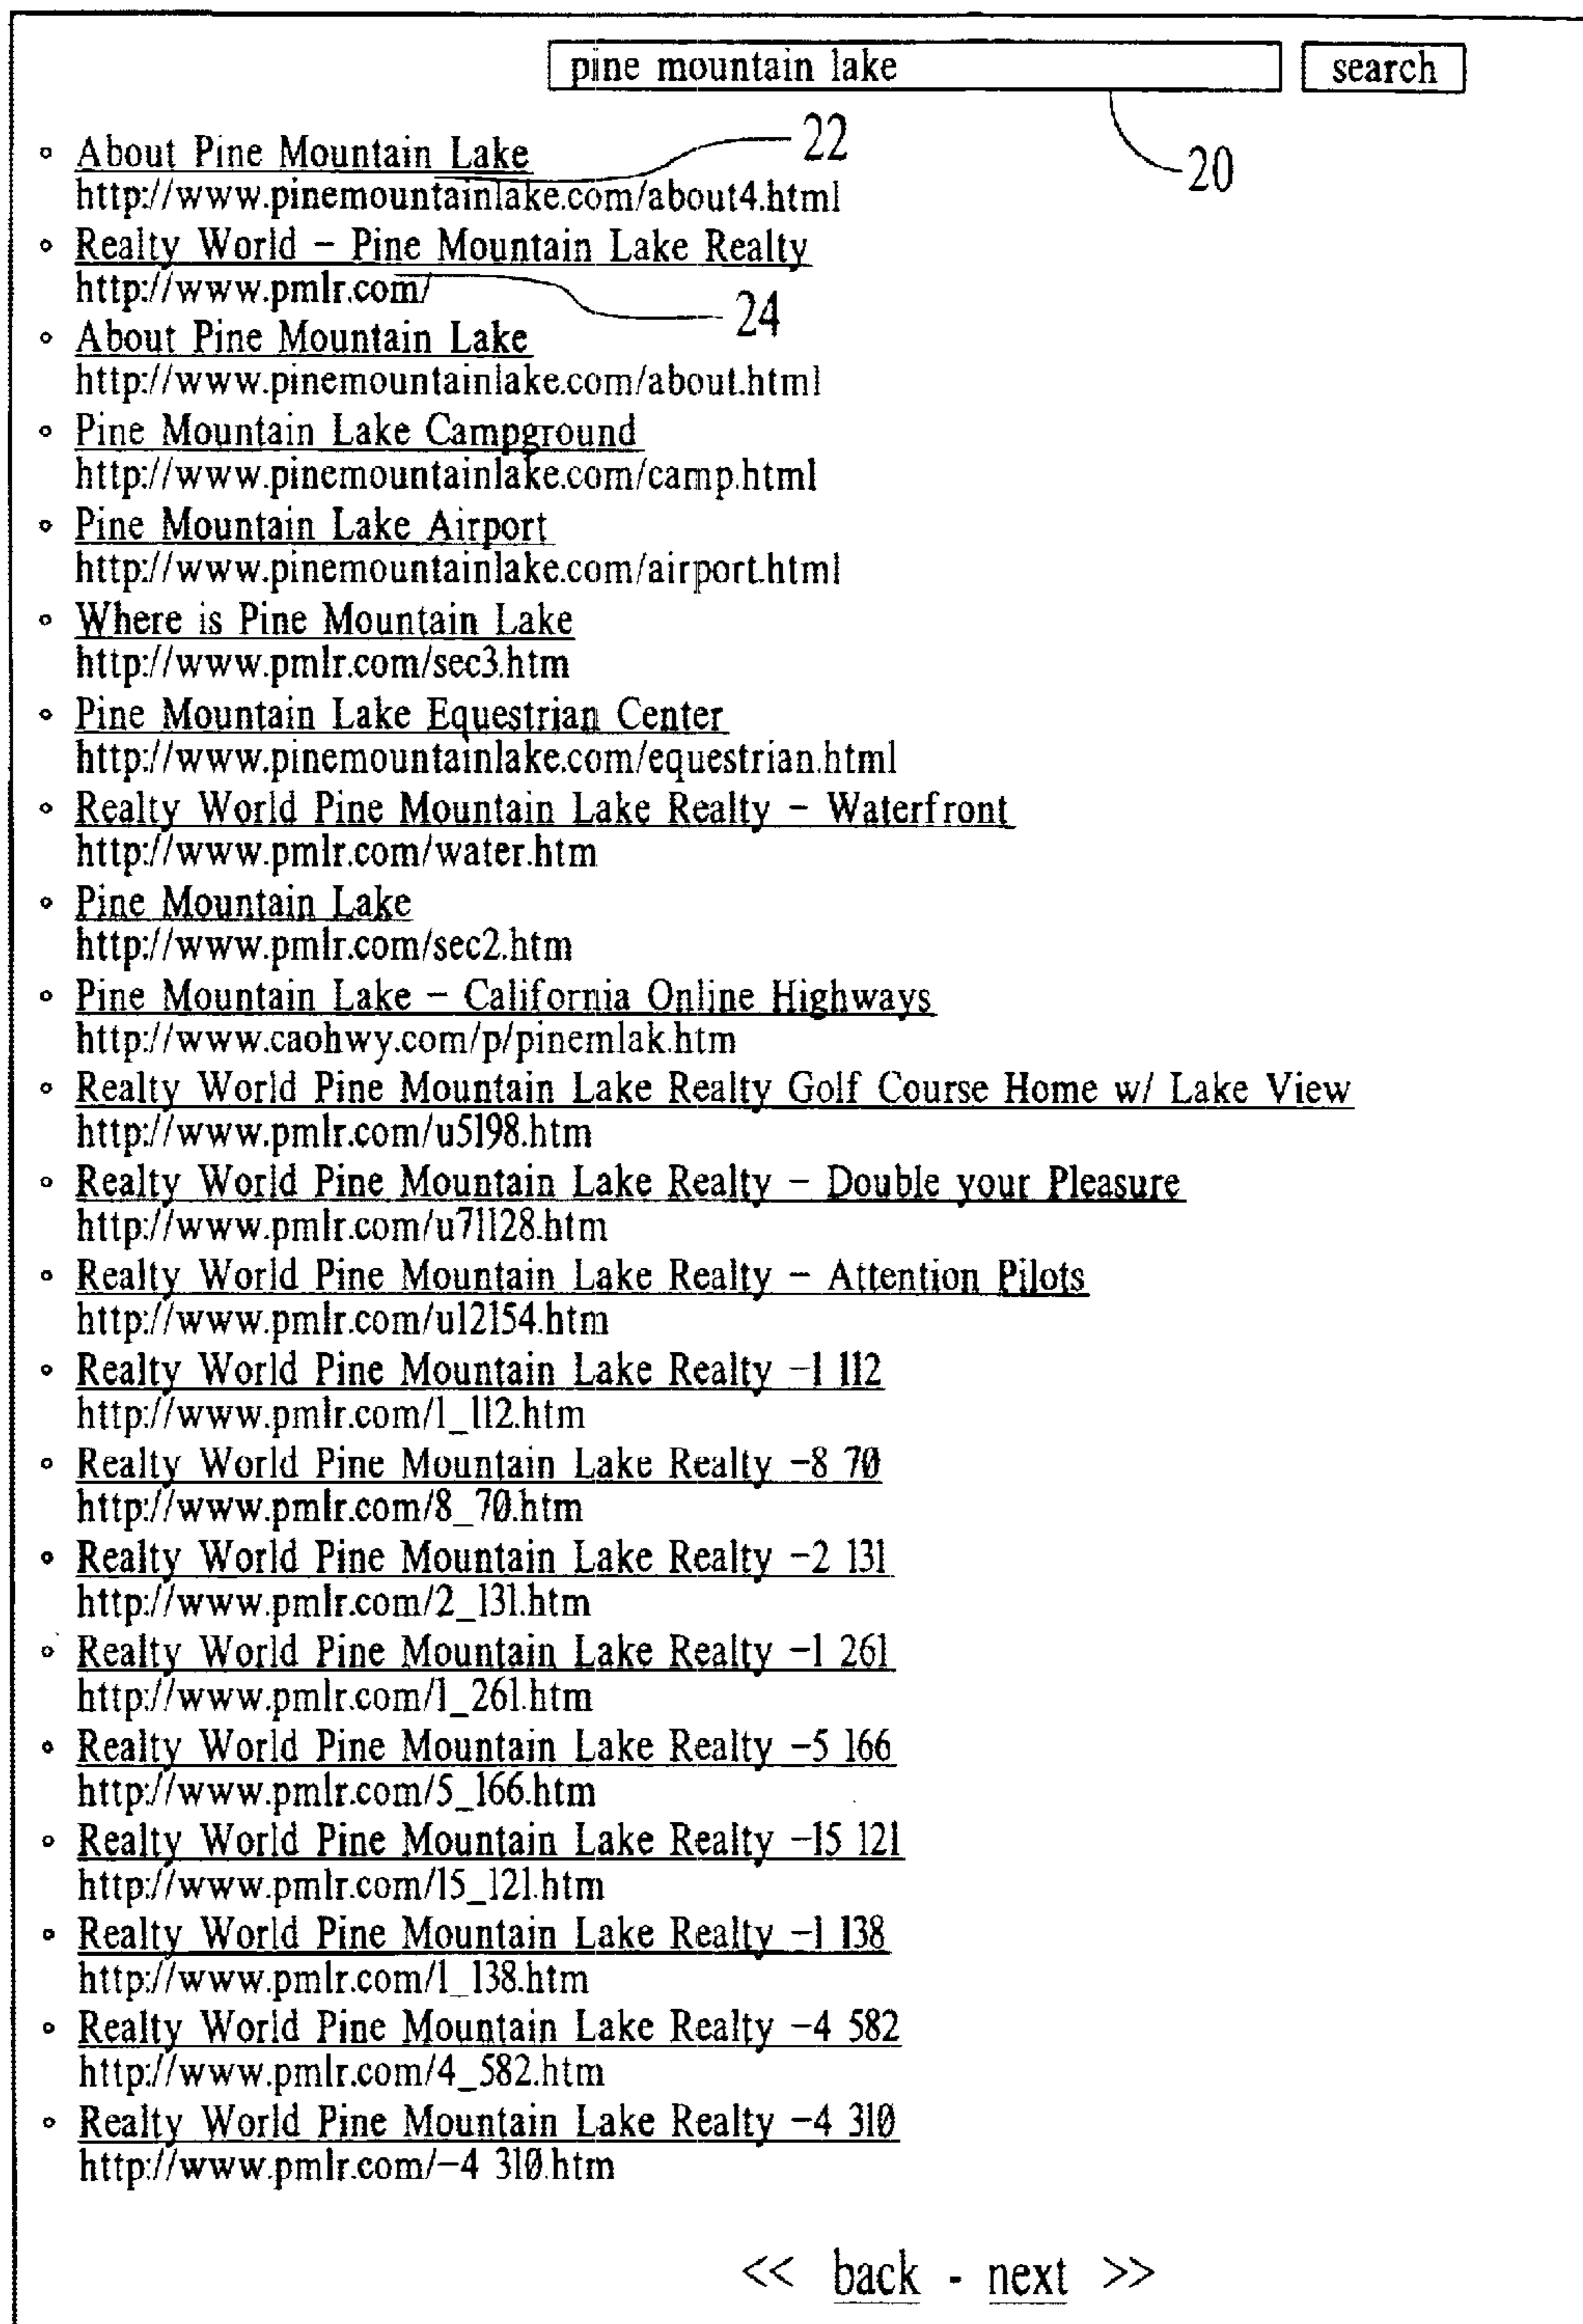 pine mountain lake search
22
20
◦ About Pine Mountain Lake
http://www.pinemountainlake.com/about4.html
◦ Realty World – Pine Mountain Lake Realty
http://www.pmlr.com/
24
◦ About Pine Mountain Lake
http://www.pinemountainlake.com/about.html
◦ Pine Mountain Lake Campground
http://www.pinemountainlake.com/camp.html
◦ Pine Mountain Lake Airport
http://www.pinemountainlake.com/airport.html
◦ Where is Pine Mountain Lake
http://www.pmlr.com/sec3.htm
◦ Pine Mountain Lake Equestrian Center
http://www.pinemountainlake.com/equestrian.html
◦ Realty World Pine Mountain Lake Realty – Waterfront
http://www.pmlr.com/water.htm
◦ Pine Mountain Lake
http://www.pmlr.com/sec2.htm
◦ Pine Mountain Lake – California Online Highways
http://www.caohwy.com/p/pinemlak.htm
◦ Realty World Pine Mountain Lake Realty Golf Course Home w/ Lake View
http://www.pmlr.com/u5198.htm
◦ Realty World Pine Mountain Lake Realty – Double your Pleasure
http://www.pmlr.com/u71128.htm
◦ Realty World Pine Mountain Lake Realty – Attention Pilots
http://www.pmlr.com/u12154.htm
◦ Realty World Pine Mountain Lake Realty –1 112
http://www.pmlr.com/1_112.htm
◦ Realty World Pine Mountain Lake Realty –8 70
http://www.pmlr.com/8_70.htm
◦ Realty World Pine Mountain Lake Realty –2 131
http://www.pmlr.com/2_131.htm
◦ Realty World Pine Mountain Lake Realty –1 261
http://www.pmlr.com/1_261.htm
◦ Realty World Pine Mountain Lake Realty –5 166
http://www.pmlr.com/5_166.htm
◦ Realty World Pine Mountain Lake Realty –15 121
http://www.pmlr.com/15_121.htm
◦ Realty World Pine Mountain Lake Realty –1 138
http://www.pmlr.com/1_138.htm
◦ Realty World Pine Mountain Lake Realty –4 582
http://www.pmlr.com/4_582.htm
◦ Realty World Pine Mountain Lake Realty –4 310
http://www.pmlr.com/–4 310.htm
<< back - next >>